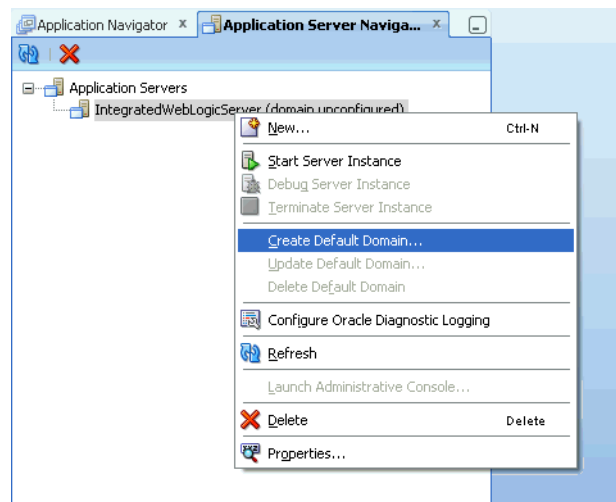 Application Navigator x Application Server Naviga... x
Application Servers
IntegratedWebLogicServer (domain unconfigured)
New... Ctrl-N
Start Server Instance
Debug Server Instance
Terminate Server Instance
Create Default Domain...
Update Default Domain...
Delete Default Domain
Configure Oracle Diagnostic Logging
Refresh
Launch Administrative Console...
Delete Delete
Properties...